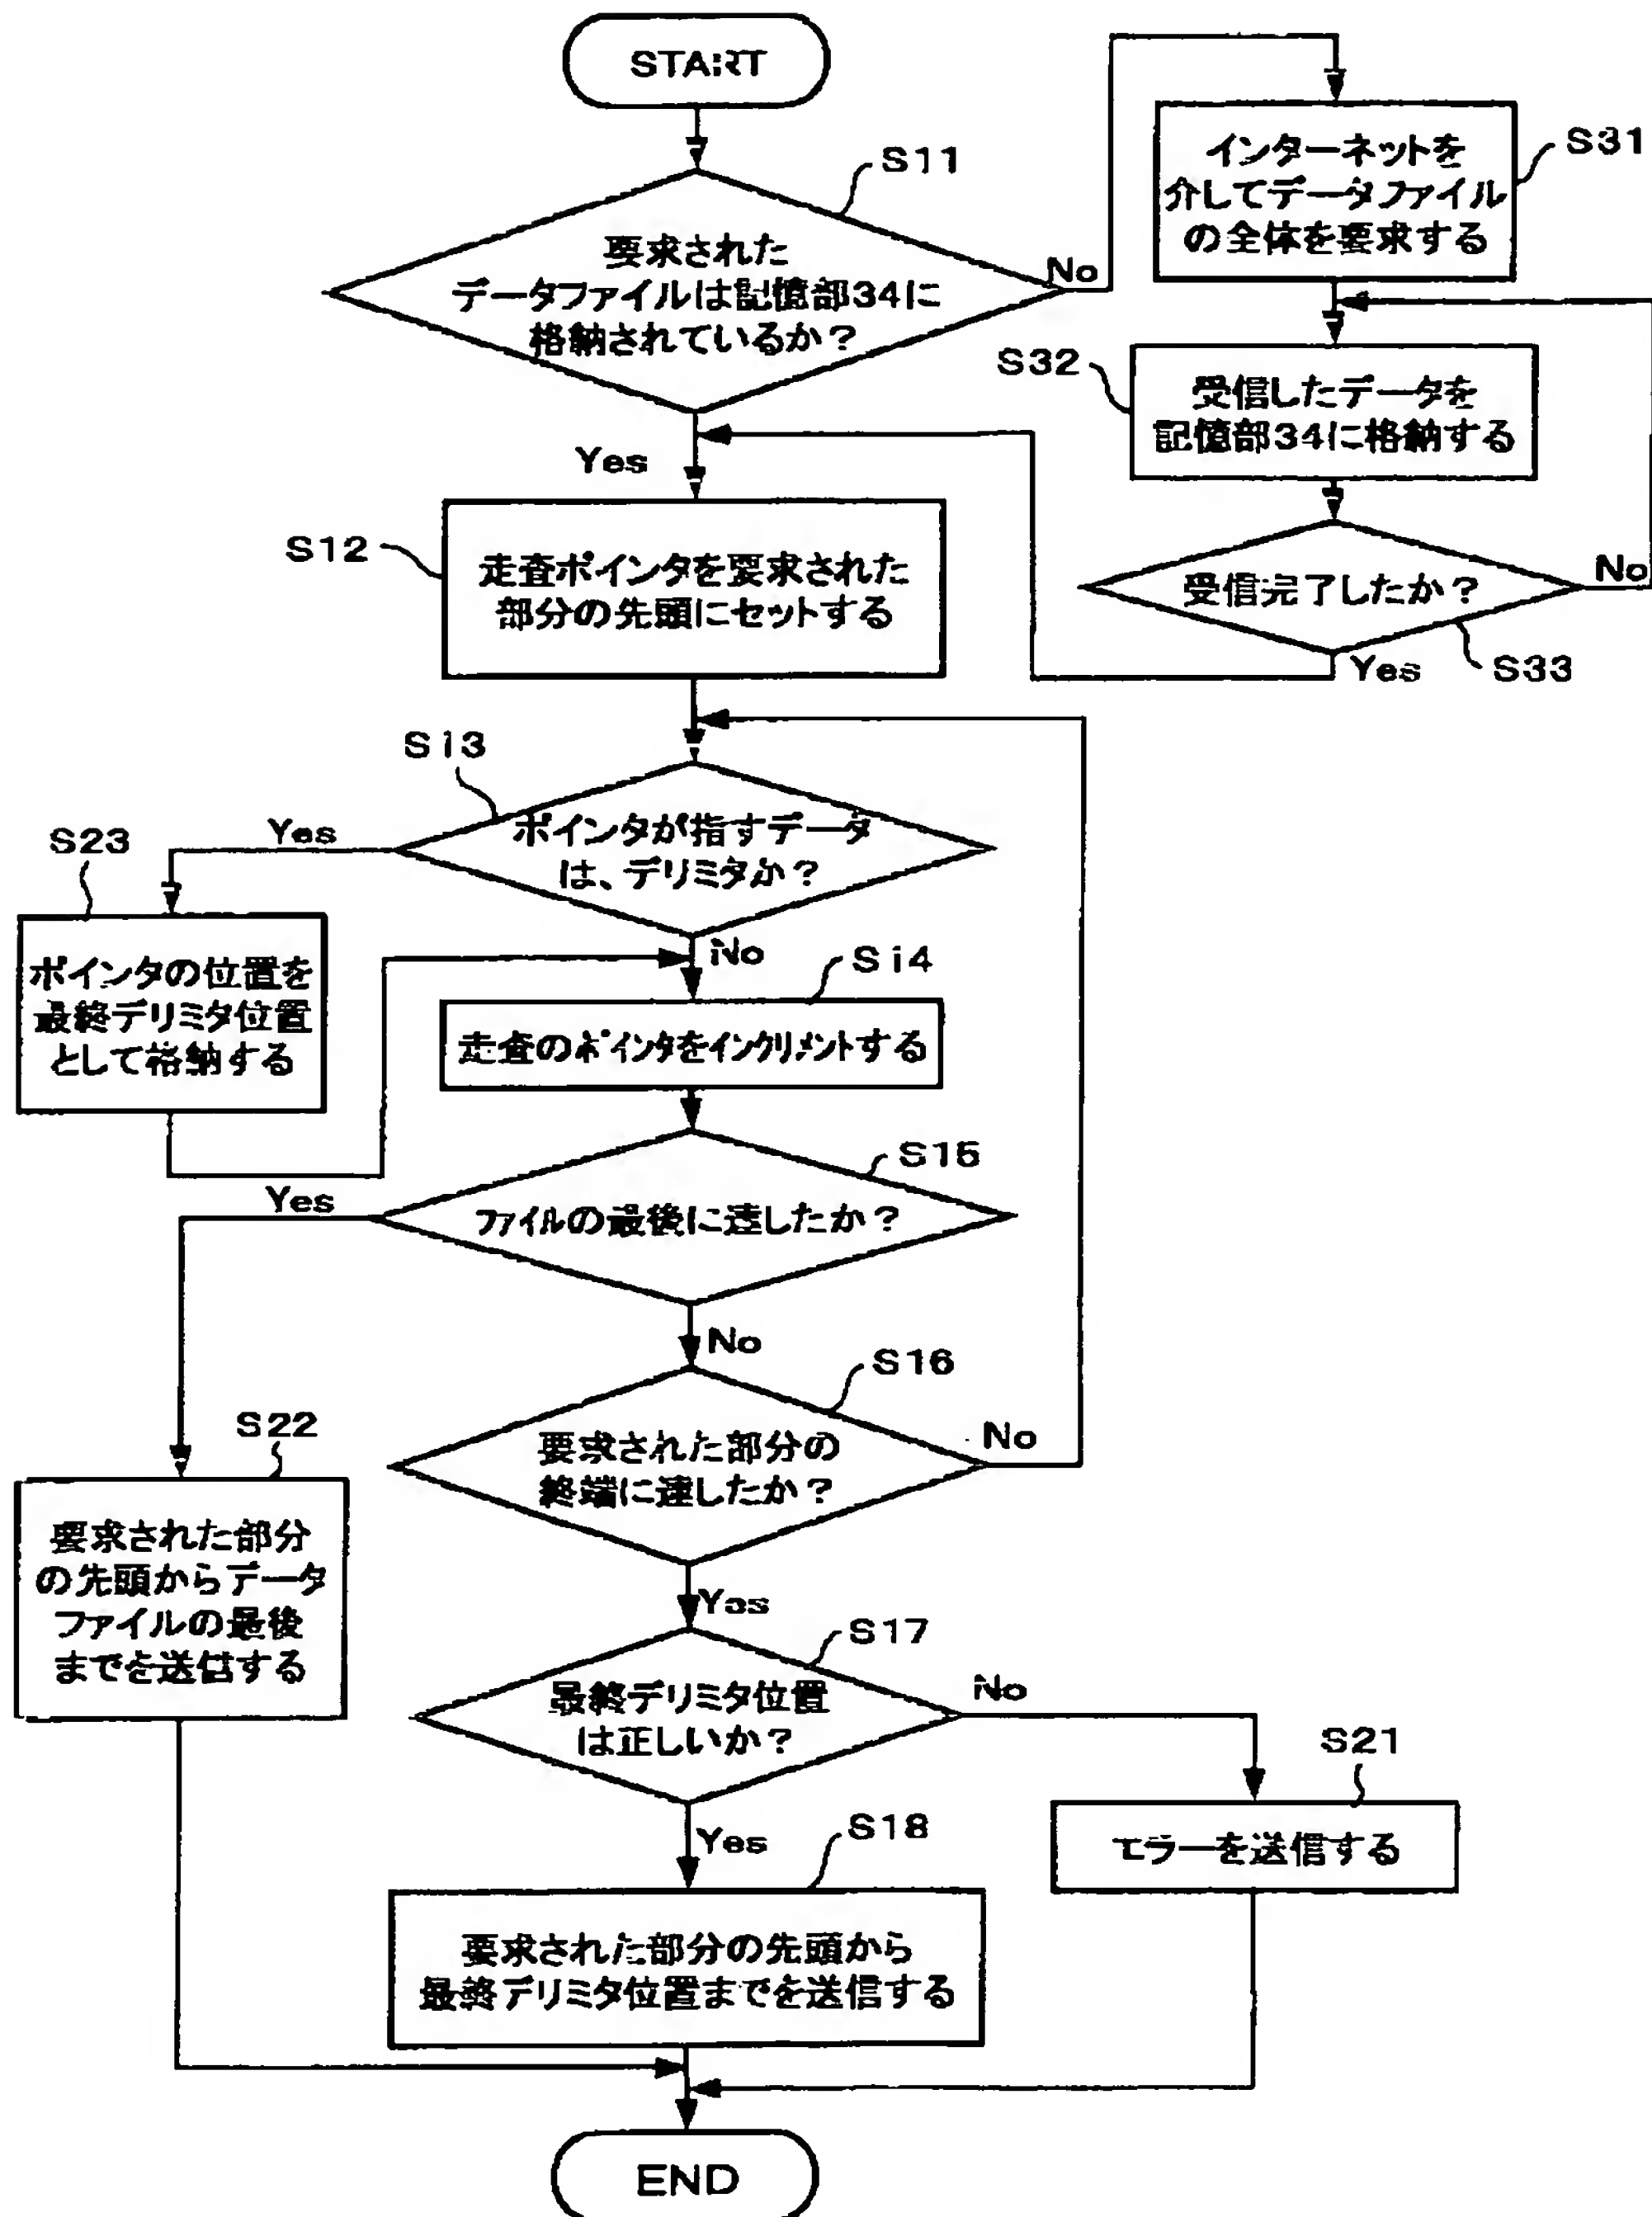 START
S11
要求された
データファイルは記憶部34に
格納されているか?
No
Yes
S31
インターネットを
介してデータファイル
の全体を要求する
S32
受信したデータを
記憶部34に格納する
受信完了したか?
No
Yes
S33
S12
走査ポインタを要求された
部分の先頭にセットする
S13
ポインタが指すデータ
は、デリミタか?
Yes
No
S23
ポインタの位置を
最終デリミタ位置
として格納する
S14
走査のポインタをインクリメントする
S15
ファイルの最後に達したか?
Yes
No
S16
要求された部分の
終端に達したか?
No
Yes
S22
要求された部分
の先頭からデータ
ファイルの最後
までを送信する
S17
最終デリミタ位置
は正しいか?
No
Yes
S21
エラーを送信する
S18
要求された部分の先頭から
最終デリミタ位置までを送信する
END